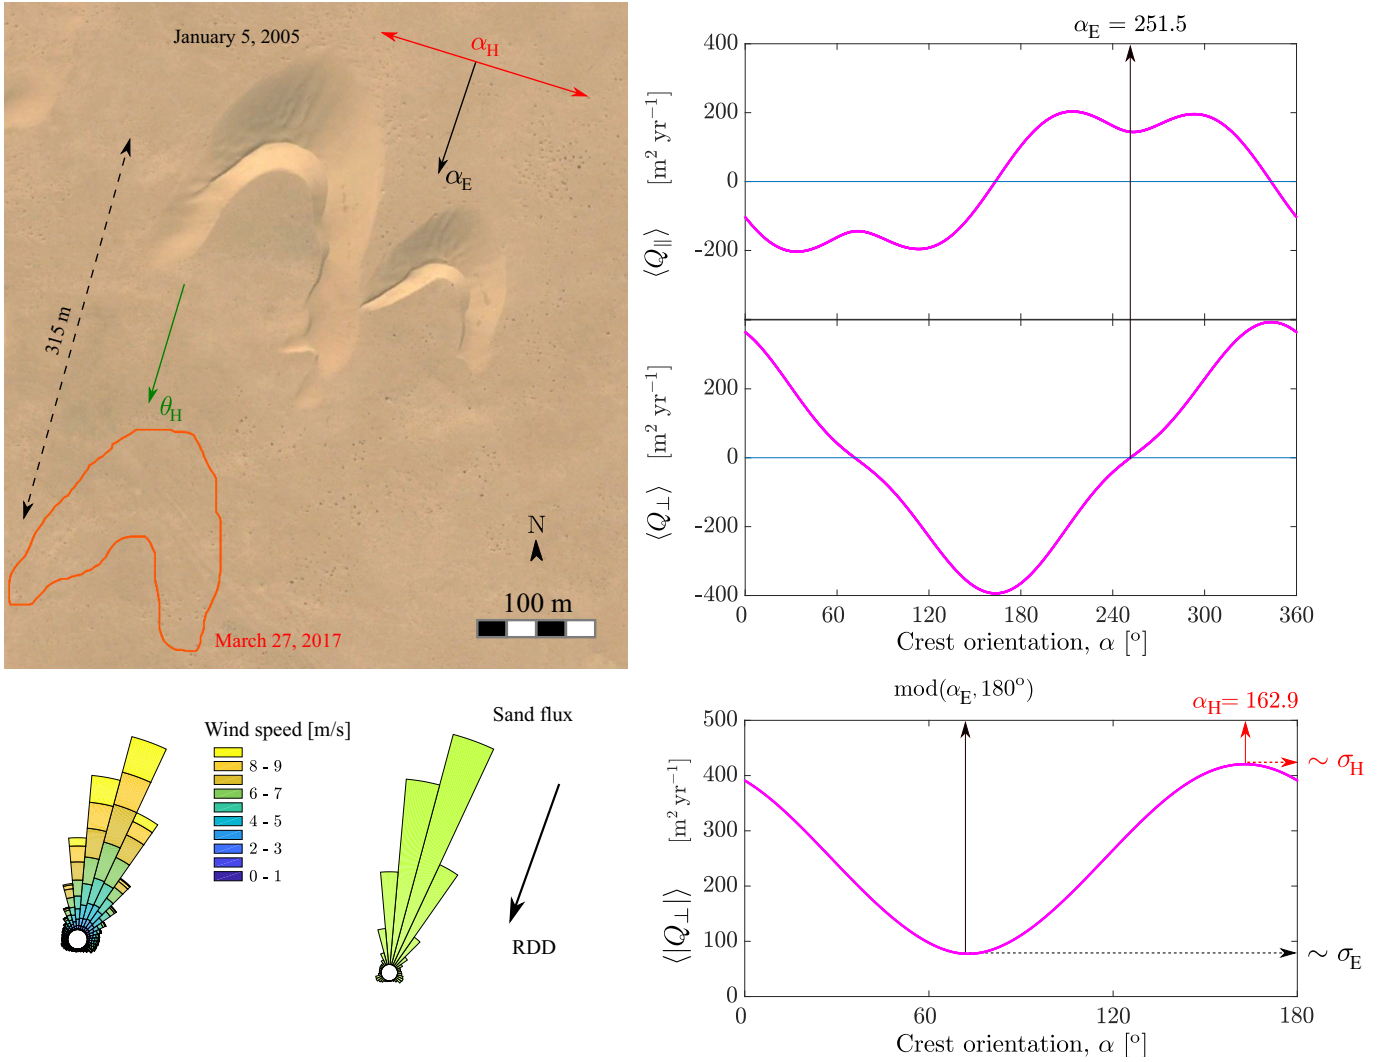 January 5, 2005
α_H
α_E
315 m
θ_H
N
100 m
March 27, 2017
Wind speed [m/s]
8 - 9
6 - 7
4 - 5
2 - 3
0 - 1
Sand flux
RDD
α_E = 251.5
400
200
0
-200
⟨Q_∥⟩ [m² yr⁻¹]
200
0
-200
-400
⟨Q_⊥⟩ [m² yr⁻¹]
0 60 120 180 240 300 360
Crest orientation, α [°]
mod(α_E, 180°)
α_H = 162.9
500
400
300
200
100
0
⟨|Q_⊥|⟩ [m² yr⁻¹]
∼ σ_H
∼ σ_E
0 60 120 180
Crest orientation, α [°]